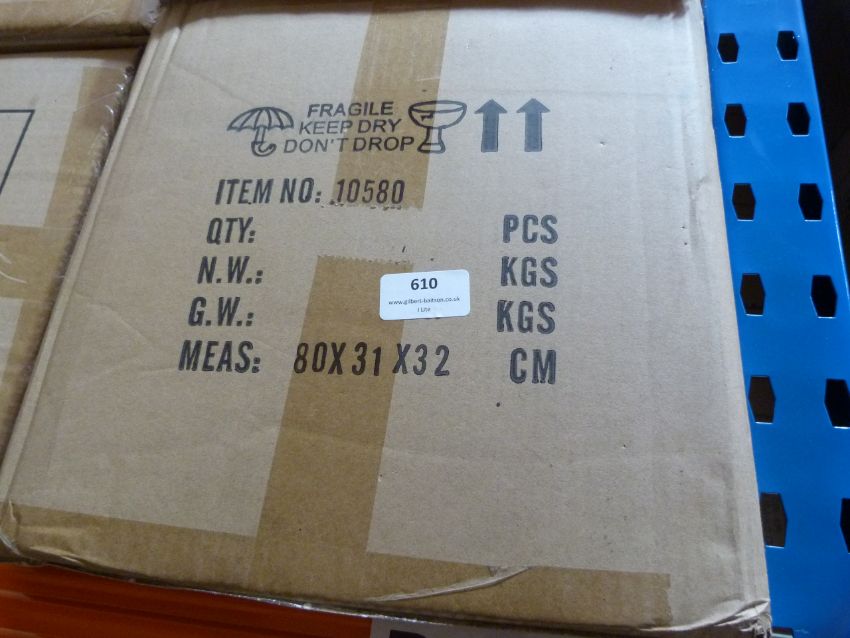 FRAGILE
KEEP DRY
DON'T DROP
ITEM NO: 10580
QTY: PCS
N.W.: KGS
G.W.: KGS
MEAS: 80X31X32 CM
610
www.gilbert-baitson.co.uk
I Lite